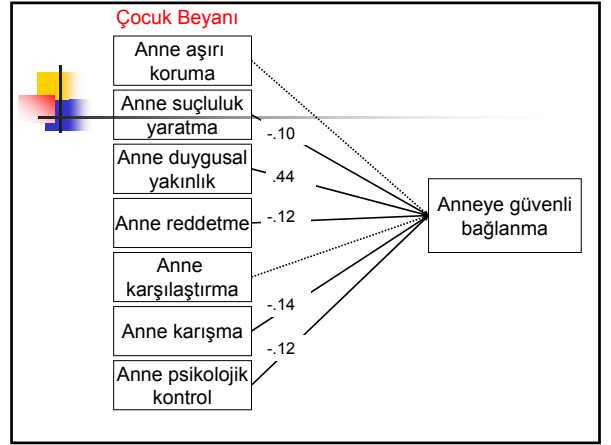 Çocuk Beyanı
Anne aşırı
koruma
Anne suçluluk
yaratma
-.10
Anne duygusal
yakınlık
.44
Anne reddetme
-.12
Anne
karşılaştırma
-.14
Anne karışma
-.12
Anne psikolojik
kontrol
Anneye güvenli
bağlanma